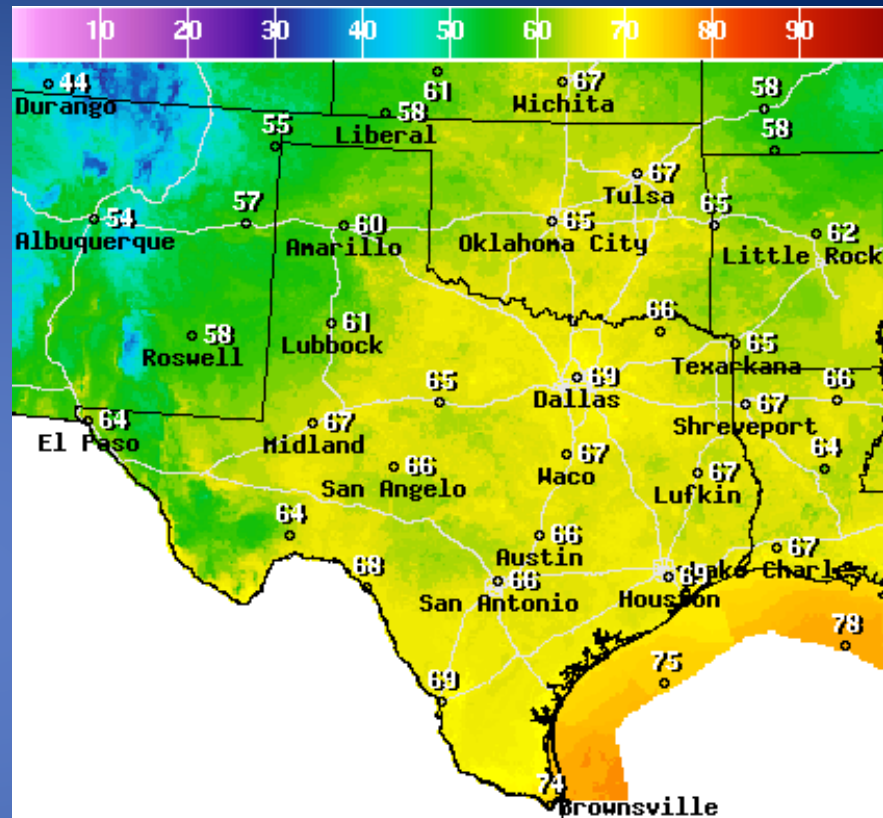 10 20 30 40 50 60 70 80 90
44
Durango
61
67
Wichita
58
58
Liberal
55
58
67
Tulsa
54
Albuquerque
57
60
Amarillo
65
Oklahoma City
65
62
Little Rock
58
Roswell
61
Lubbock
66
65
Texarkana
69
Dallas
65
67
Shreveport
66
64
El Paso
67
Midland
66
San Angelo
67
Waco
67
Lufkin
64
64
66
Austin
67
Lake Charles
68
66
San Antonio
69
Houston
78
75
69
74
Brownsville